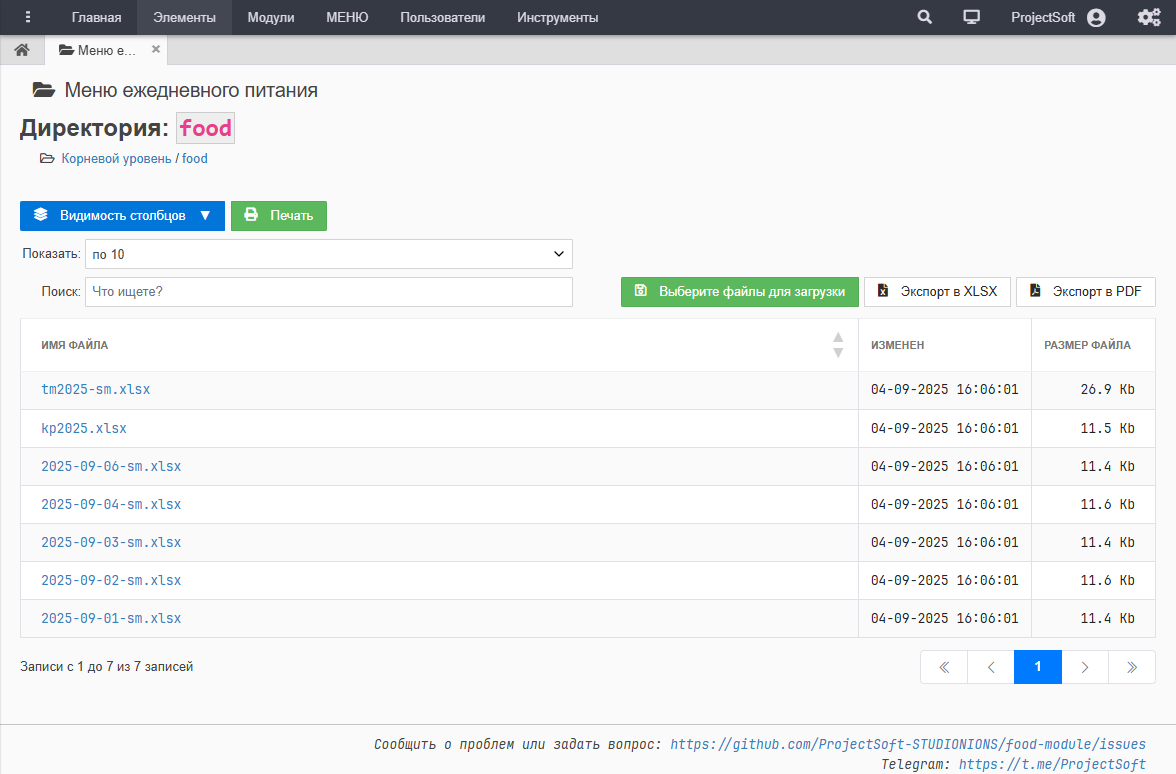 Главная Элементы Модули МЕНЮ Пользователи Инструменты ProjectSoft
Меню е... ×
Меню ежедневного питания
Директория: food
Корневой уровень / food
Видимость столбцов ▼ Печать
Показать: по 10
Поиск: Что ищете? Выберите файлы для загрузки Экспорт в XLSX Экспорт в PDF
ИМЯ ФАЙЛА ИЗМЕНЕН РАЗМЕР ФАЙЛА
tm2025-sm.xlsx 04-09-2025 16:06:01 26.9 Kb
kp2025.xlsx 04-09-2025 16:06:01 11.5 Kb
2025-09-06-sm.xlsx 04-09-2025 16:06:01 11.4 Kb
2025-09-04-sm.xlsx 04-09-2025 16:06:01 11.6 Kb
2025-09-03-sm.xlsx 04-09-2025 16:06:01 11.4 Kb
2025-09-02-sm.xlsx 04-09-2025 16:06:01 11.6 Kb
2025-09-01-sm.xlsx 04-09-2025 16:06:01 11.4 Kb
Записи с 1 до 7 из 7 записей « ‹ 1 › »
Сообщить о проблем или задать вопрос: https://github.com/ProjectSoft-STUDIONIONS/food-module/issues
Telegram: https://t.me/ProjectSoft